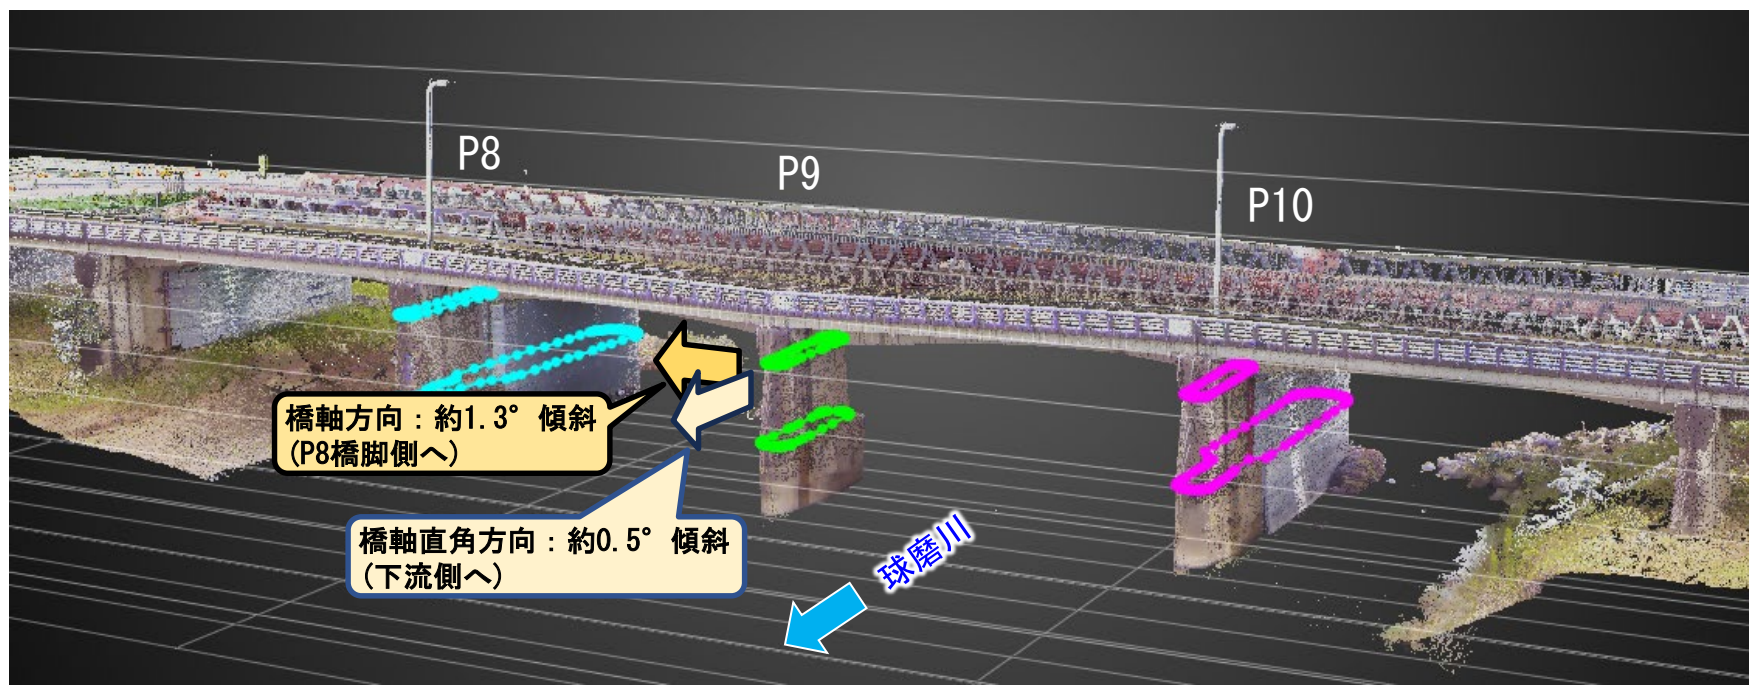 P8
P9
P10
橋軸方向：約1.3°傾斜
(P8橋脚側へ)
橋軸直角方向：約0.5°傾斜
(下流側へ)
球磨川